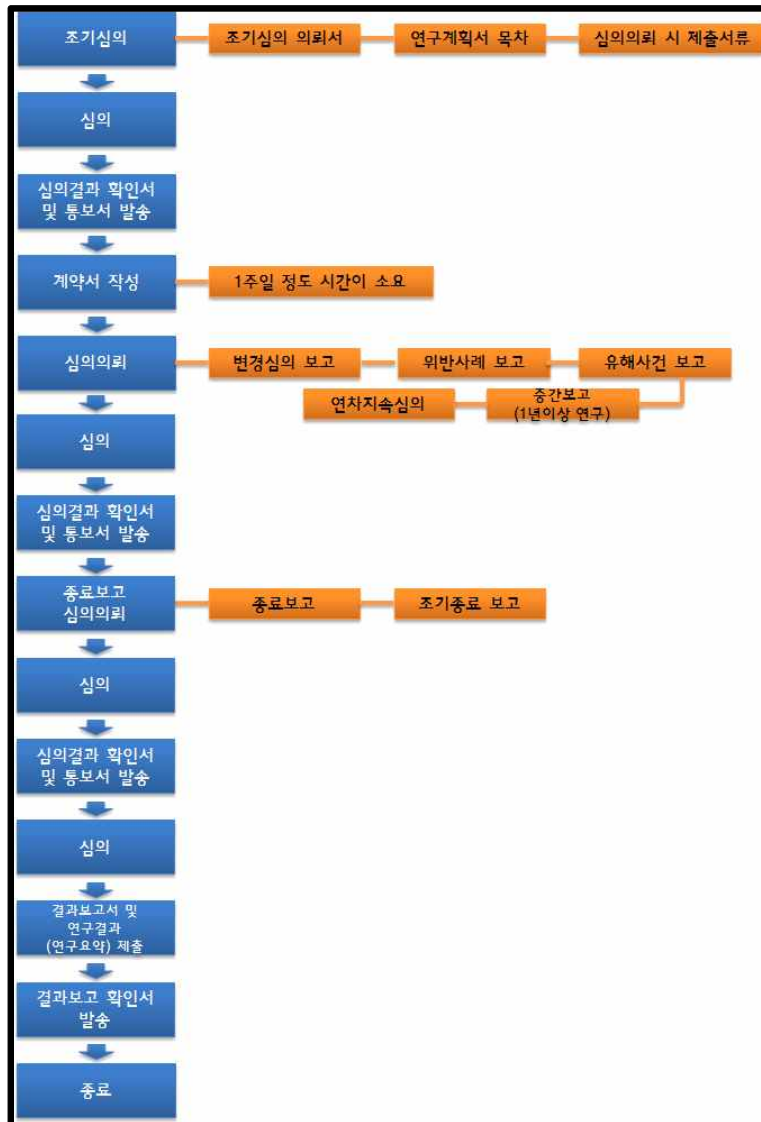 조기심의
조기심의 의뢰서
연구계획서 목차
심의의뢰 시 제출서류
심의
심의결과 확인서
및 통보서 발송
계약서 작성
1주일 정도 시간이 소요
심의의뢰
변경심의 보고
위반사례 보고
유해사건 보고
중간보고
(1년이상 연구)
연차지속심의
심의
심의결과 확인서
및 통보서 발송
종료보고
심의의뢰
종료보고
조기종료 보고
심의
심의결과 확인서
및 통보서 발송
심의
결과보고서 및
연구결과
(연구요약) 제출
결과보고 확인서
발송
종료